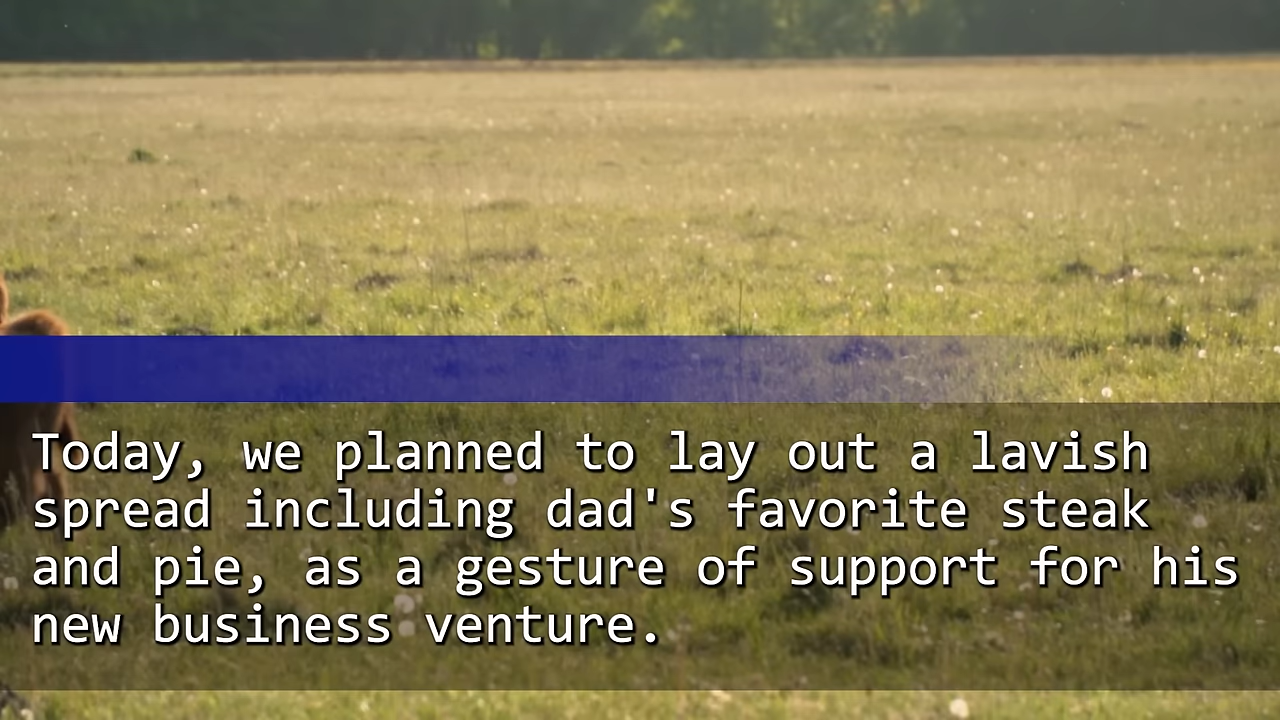 Today, we planned to lay out a lavish
spread including dad's favorite steak
and pie, as a gesture of support for his
new business venture.